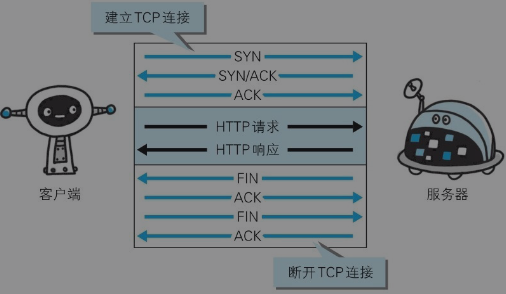 建立TCP连接
SYN
SYN/ACK
ACK
HTTP请求
HTTP响应
客户端
服务器
FIN
ACK
FIN
ACK
断开TCP连接